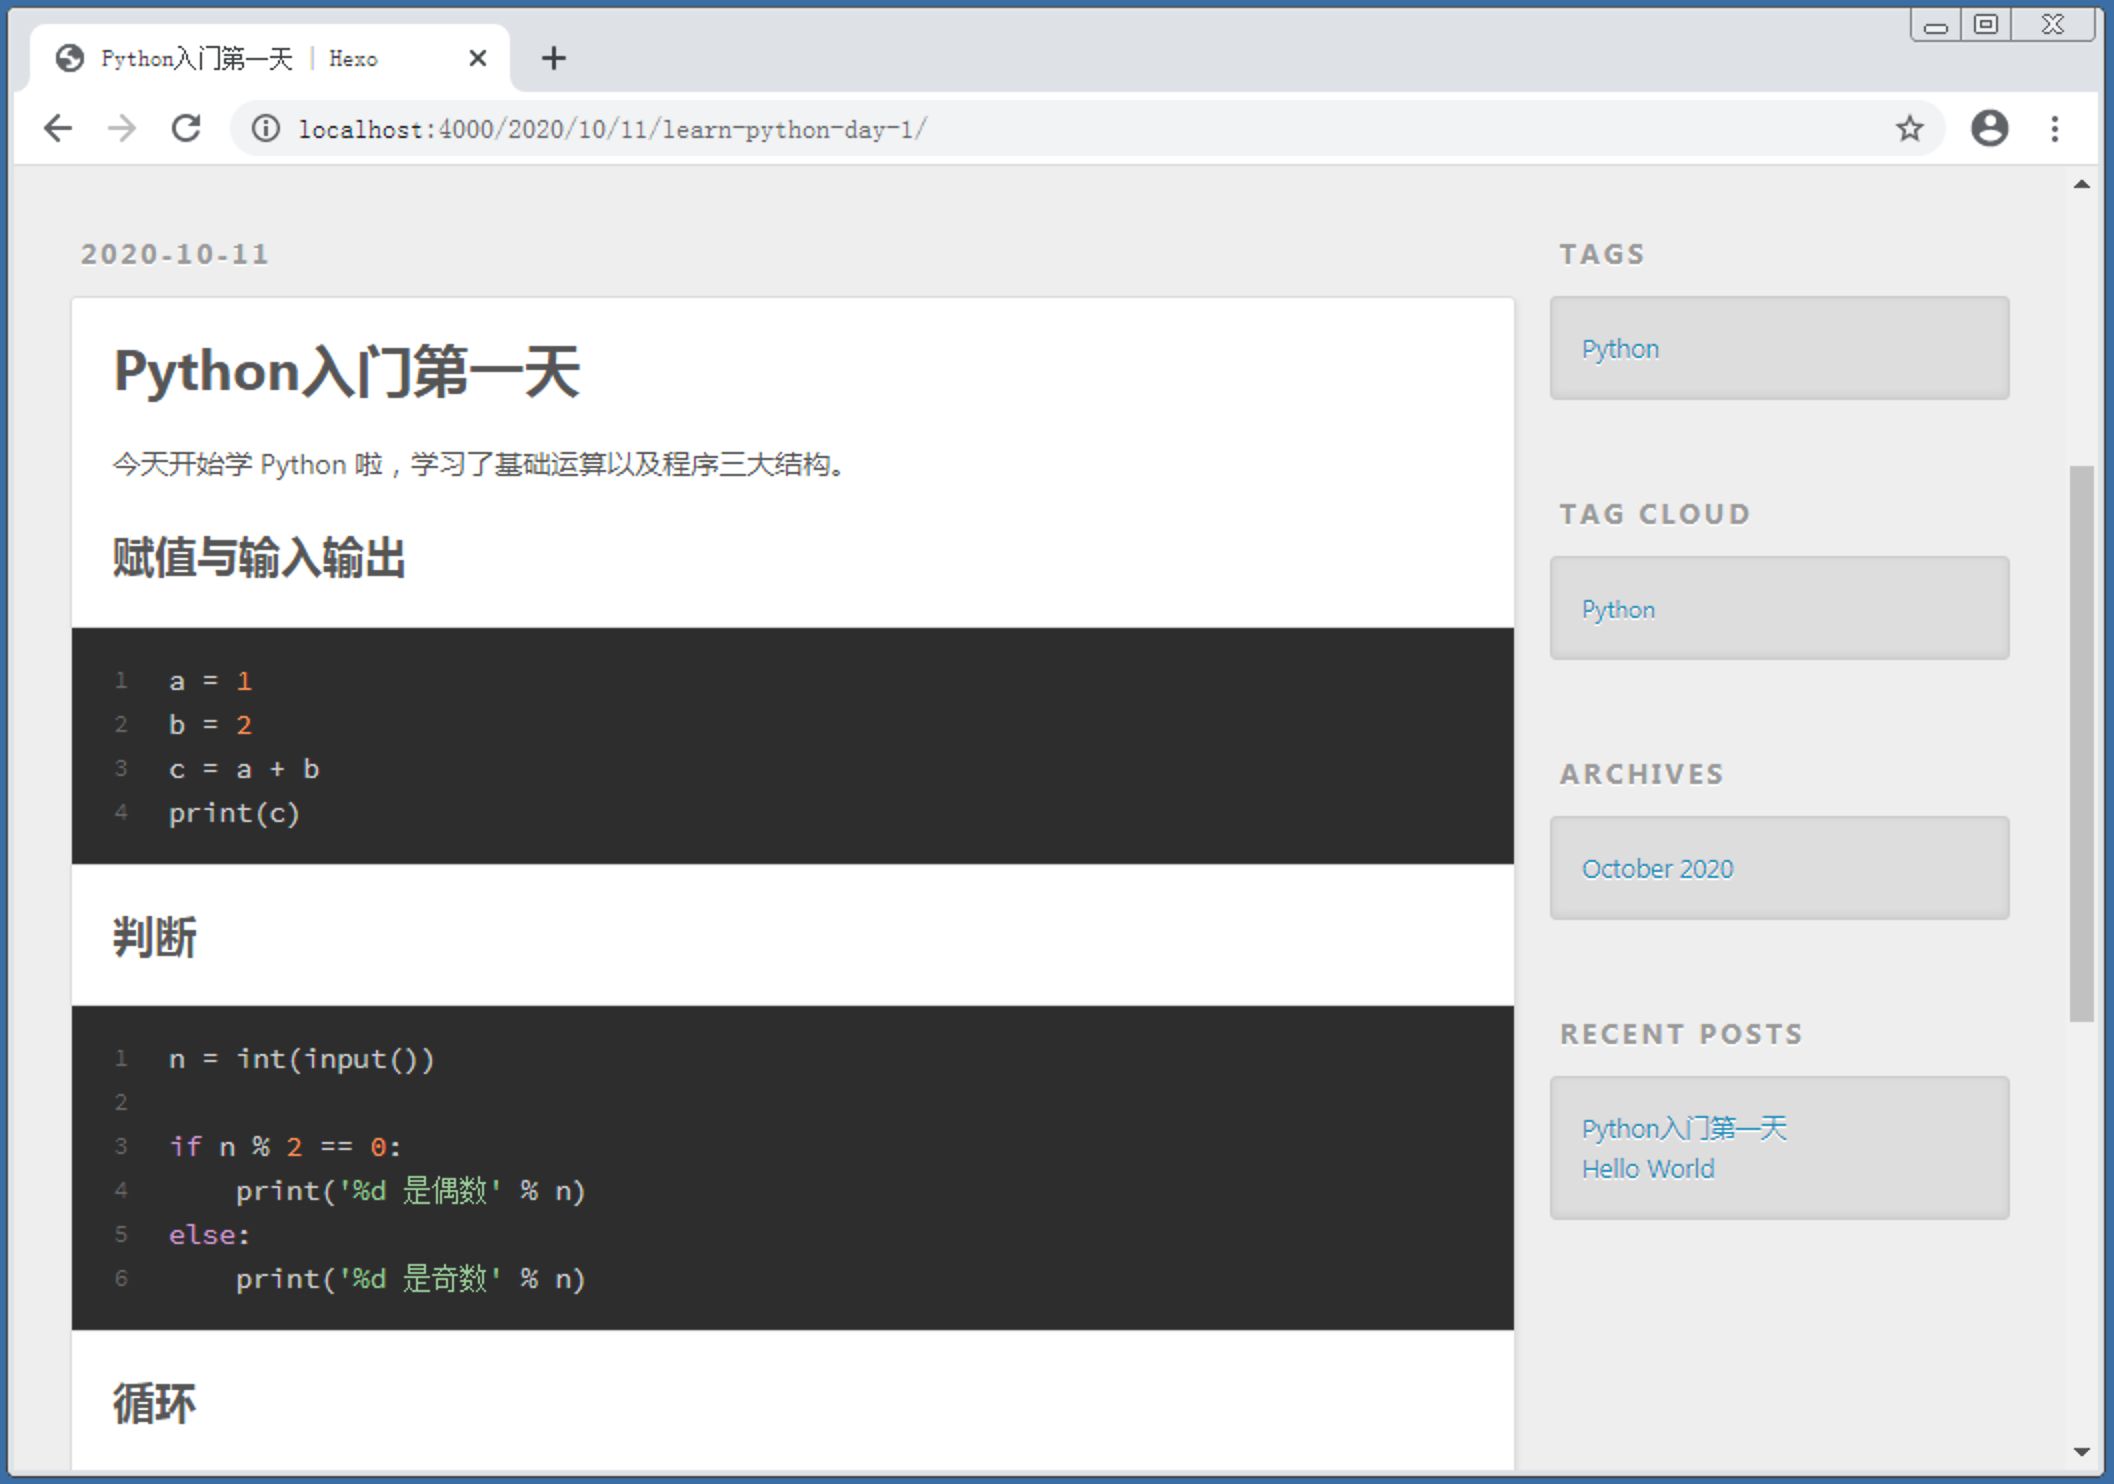 Python入门第一天 | Hexo
localhost:4000/2020/10/11/learn-python-day-1/
2020-10-11
Python入门第一天
今天开始学 Python 啦，学习了基础运算以及程序三大结构。
赋值与输入输出
1 a = 1
2 b = 2
3 c = a + b
4 print(c)
判断
1 n = int(input())
2
3 if n % 2 == 0:
4     print('%d 是偶数' % n)
5 else:
6     print('%d 是奇数' % n)
循环
TAGS
Python
TAG CLOUD
Python
ARCHIVES
October 2020
RECENT POSTS
Python入门第一天
Hello World